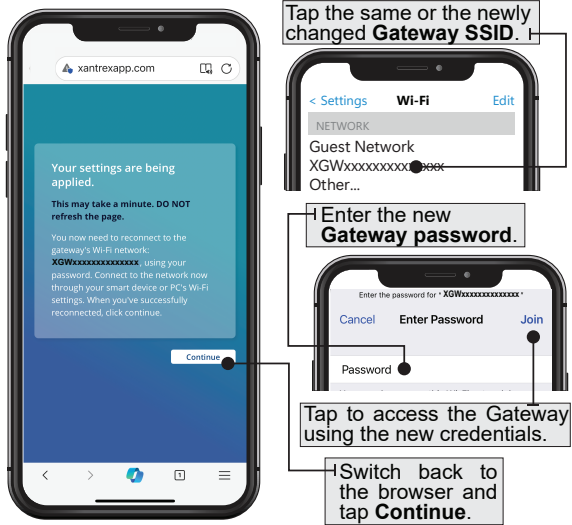 xantrexapp.com
Your settings are being
applied.
This may take a minute. DO NOT
refresh the page.
You now need to reconnect to the
gateway's Wi-Fi network:
XGWxxxxxxxxxxxxxx, using your
password. Connect to the network now
through your smart device or PC's Wi-Fi
settings. When you've successfully
reconnected, click continue.
Continue
1
Tap the same or the newly
changed Gateway SSID.
< Settings Wi-Fi Edit
NETWORK
Guest Network
XGWxxxxxxxxxxxxxx
Other...
Enter the new
Gateway password.
Enter the password for "XGWxxxxxxxxxxxxxx"
Cancel Enter Password Join
Password
Tap to access the Gateway
using the new credentials.
Switch back to
the browser and
tap Continue.